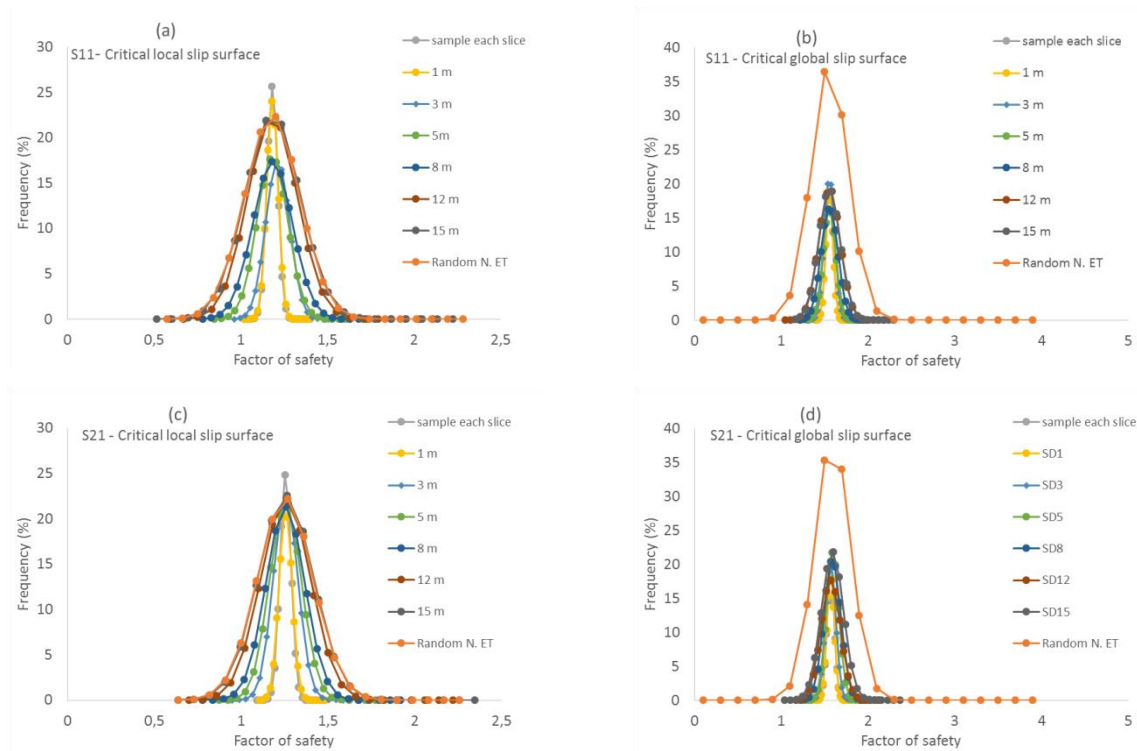 (a)
S11- Critical local slip surface
30
25
20
15
10
5
0
Frequency (%)
0
0,5
1
1,5
2
2,5
Factor of safety
sample each slice
1 m
3 m
5m
8 m
12 m
15 m
Random N. ET
(b)
S11 - Critical global slip surface
40
35
30
25
20
15
10
5
0
Frequency (%)
0
1
2
3
4
5
Factor of safety
sample each slice
1 m
3 m
5 m
8 m
12 m
15 m
Random N. ET
(c)
S21 - Critical local slip surface
30
25
20
15
10
5
0
Frequency (%)
0
0,5
1
1,5
2
2,5
Factor of safety
sample each slice
1 m
3 m
5 m
8 m
12 m
15 m
Random N. ET
(d)
S21 - Critical global slip surface
40
35
30
25
20
15
10
5
0
Frequency (%)
0
1
2
3
4
5
Factor of safety
sample each slice
SD1
SD3
SD5
SD8
SD12
SD15
Random N. ET